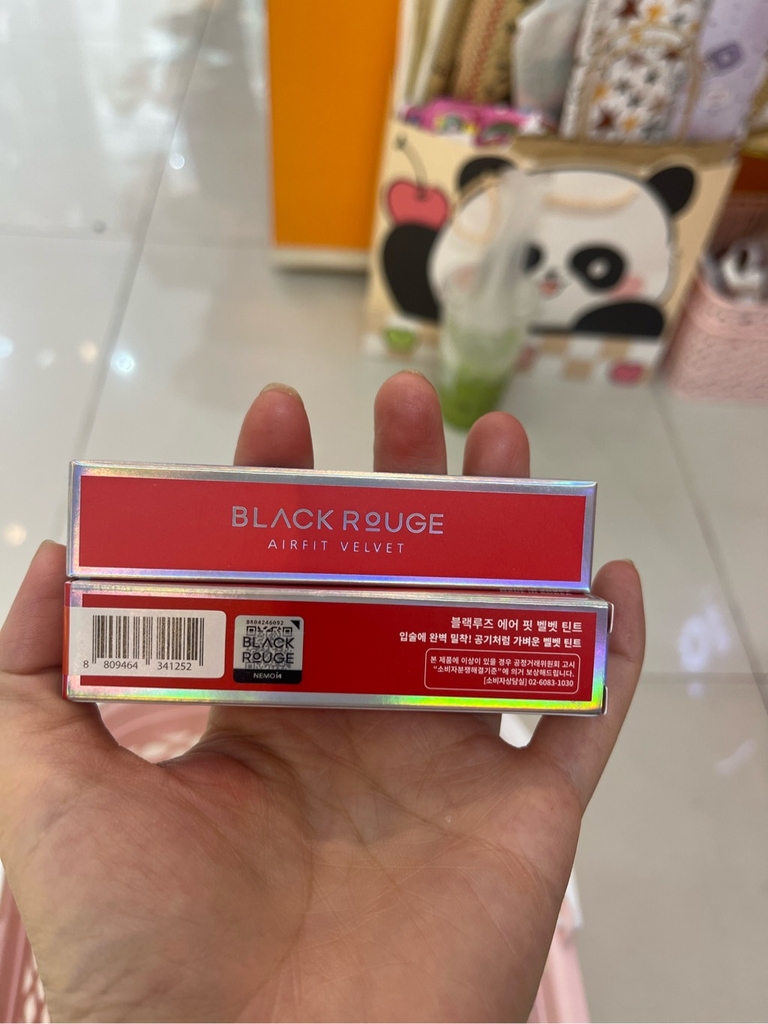 BLACK ROUGE
AIRFIT VELVET
8 809464 341252
BR04246092
BLACK
ROUGE
NEMO
블랙루즈 에어 핏 벨벳 틴트
입술에 완벽 밀착! 공기처럼 가벼운 벨벳 틴트
본 제품에 이상이 있을 경우 공정거래위원회 고시
"소비자분쟁해결기준"에 의거 보상해드립니다.
[소비자상담실] 02-6083-1030